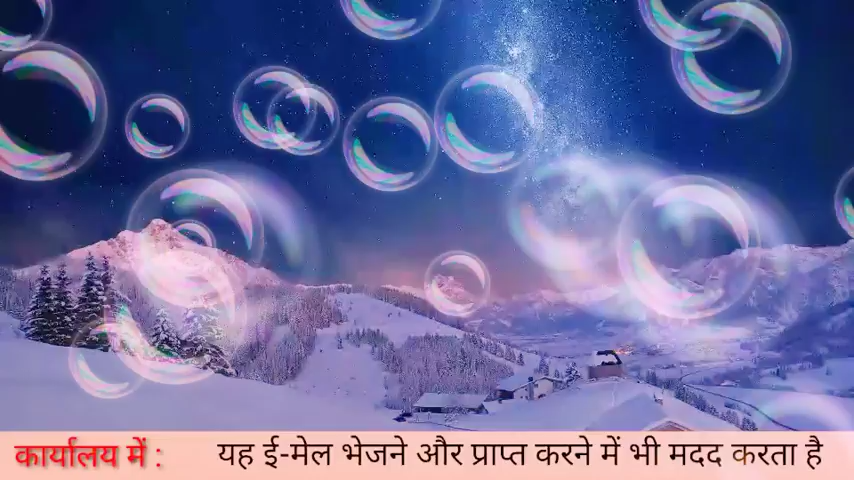 कार्यालय में : यह ई-मेल भेजने और प्राप्त करने में भी मदद करता है